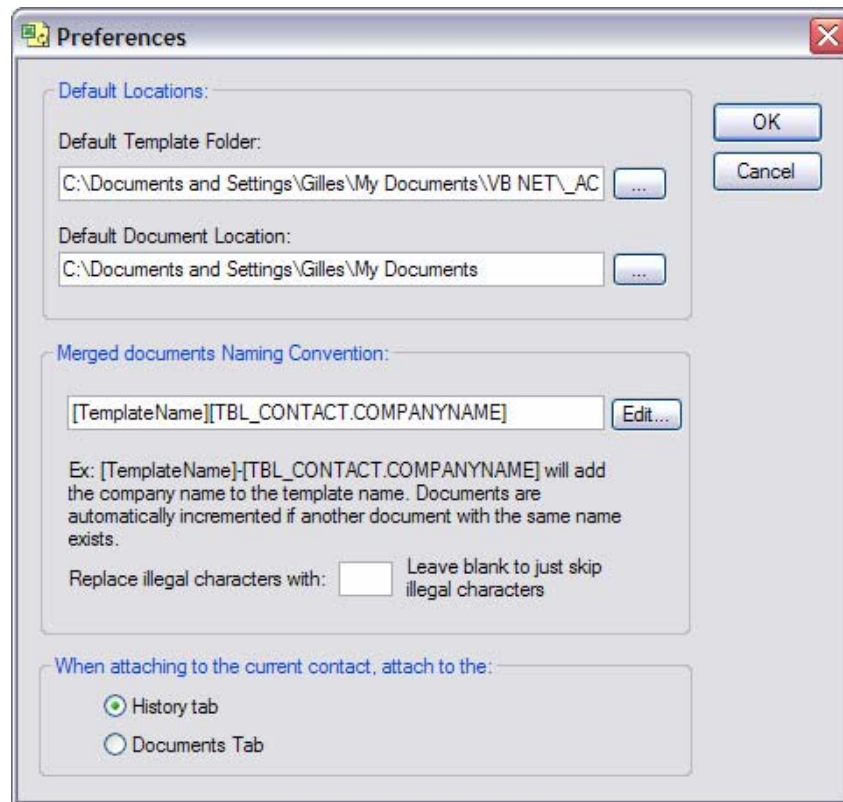 Preferences
Default Locations:
Default Template Folder:
C:\Documents and Settings\Gilles\My Documents\VB NET\_AC
...
Default Document Location:
C:\Documents and Settings\Gilles\My Documents
...
OK
Cancel
Merged documents Naming Convention:
[TemplateName][TBL_CONTACT.COMPANYNAME]
Edit...
Ex: [TemplateName]-[TBL_CONTACT.COMPANYNAME] will add
the company name to the template name. Documents are
automatically incremented if another document with the same name
exists.
Replace illegal characters with:
Leave blank to just skip
illegal characters
When attaching to the current contact, attach to the:
History tab
Documents Tab